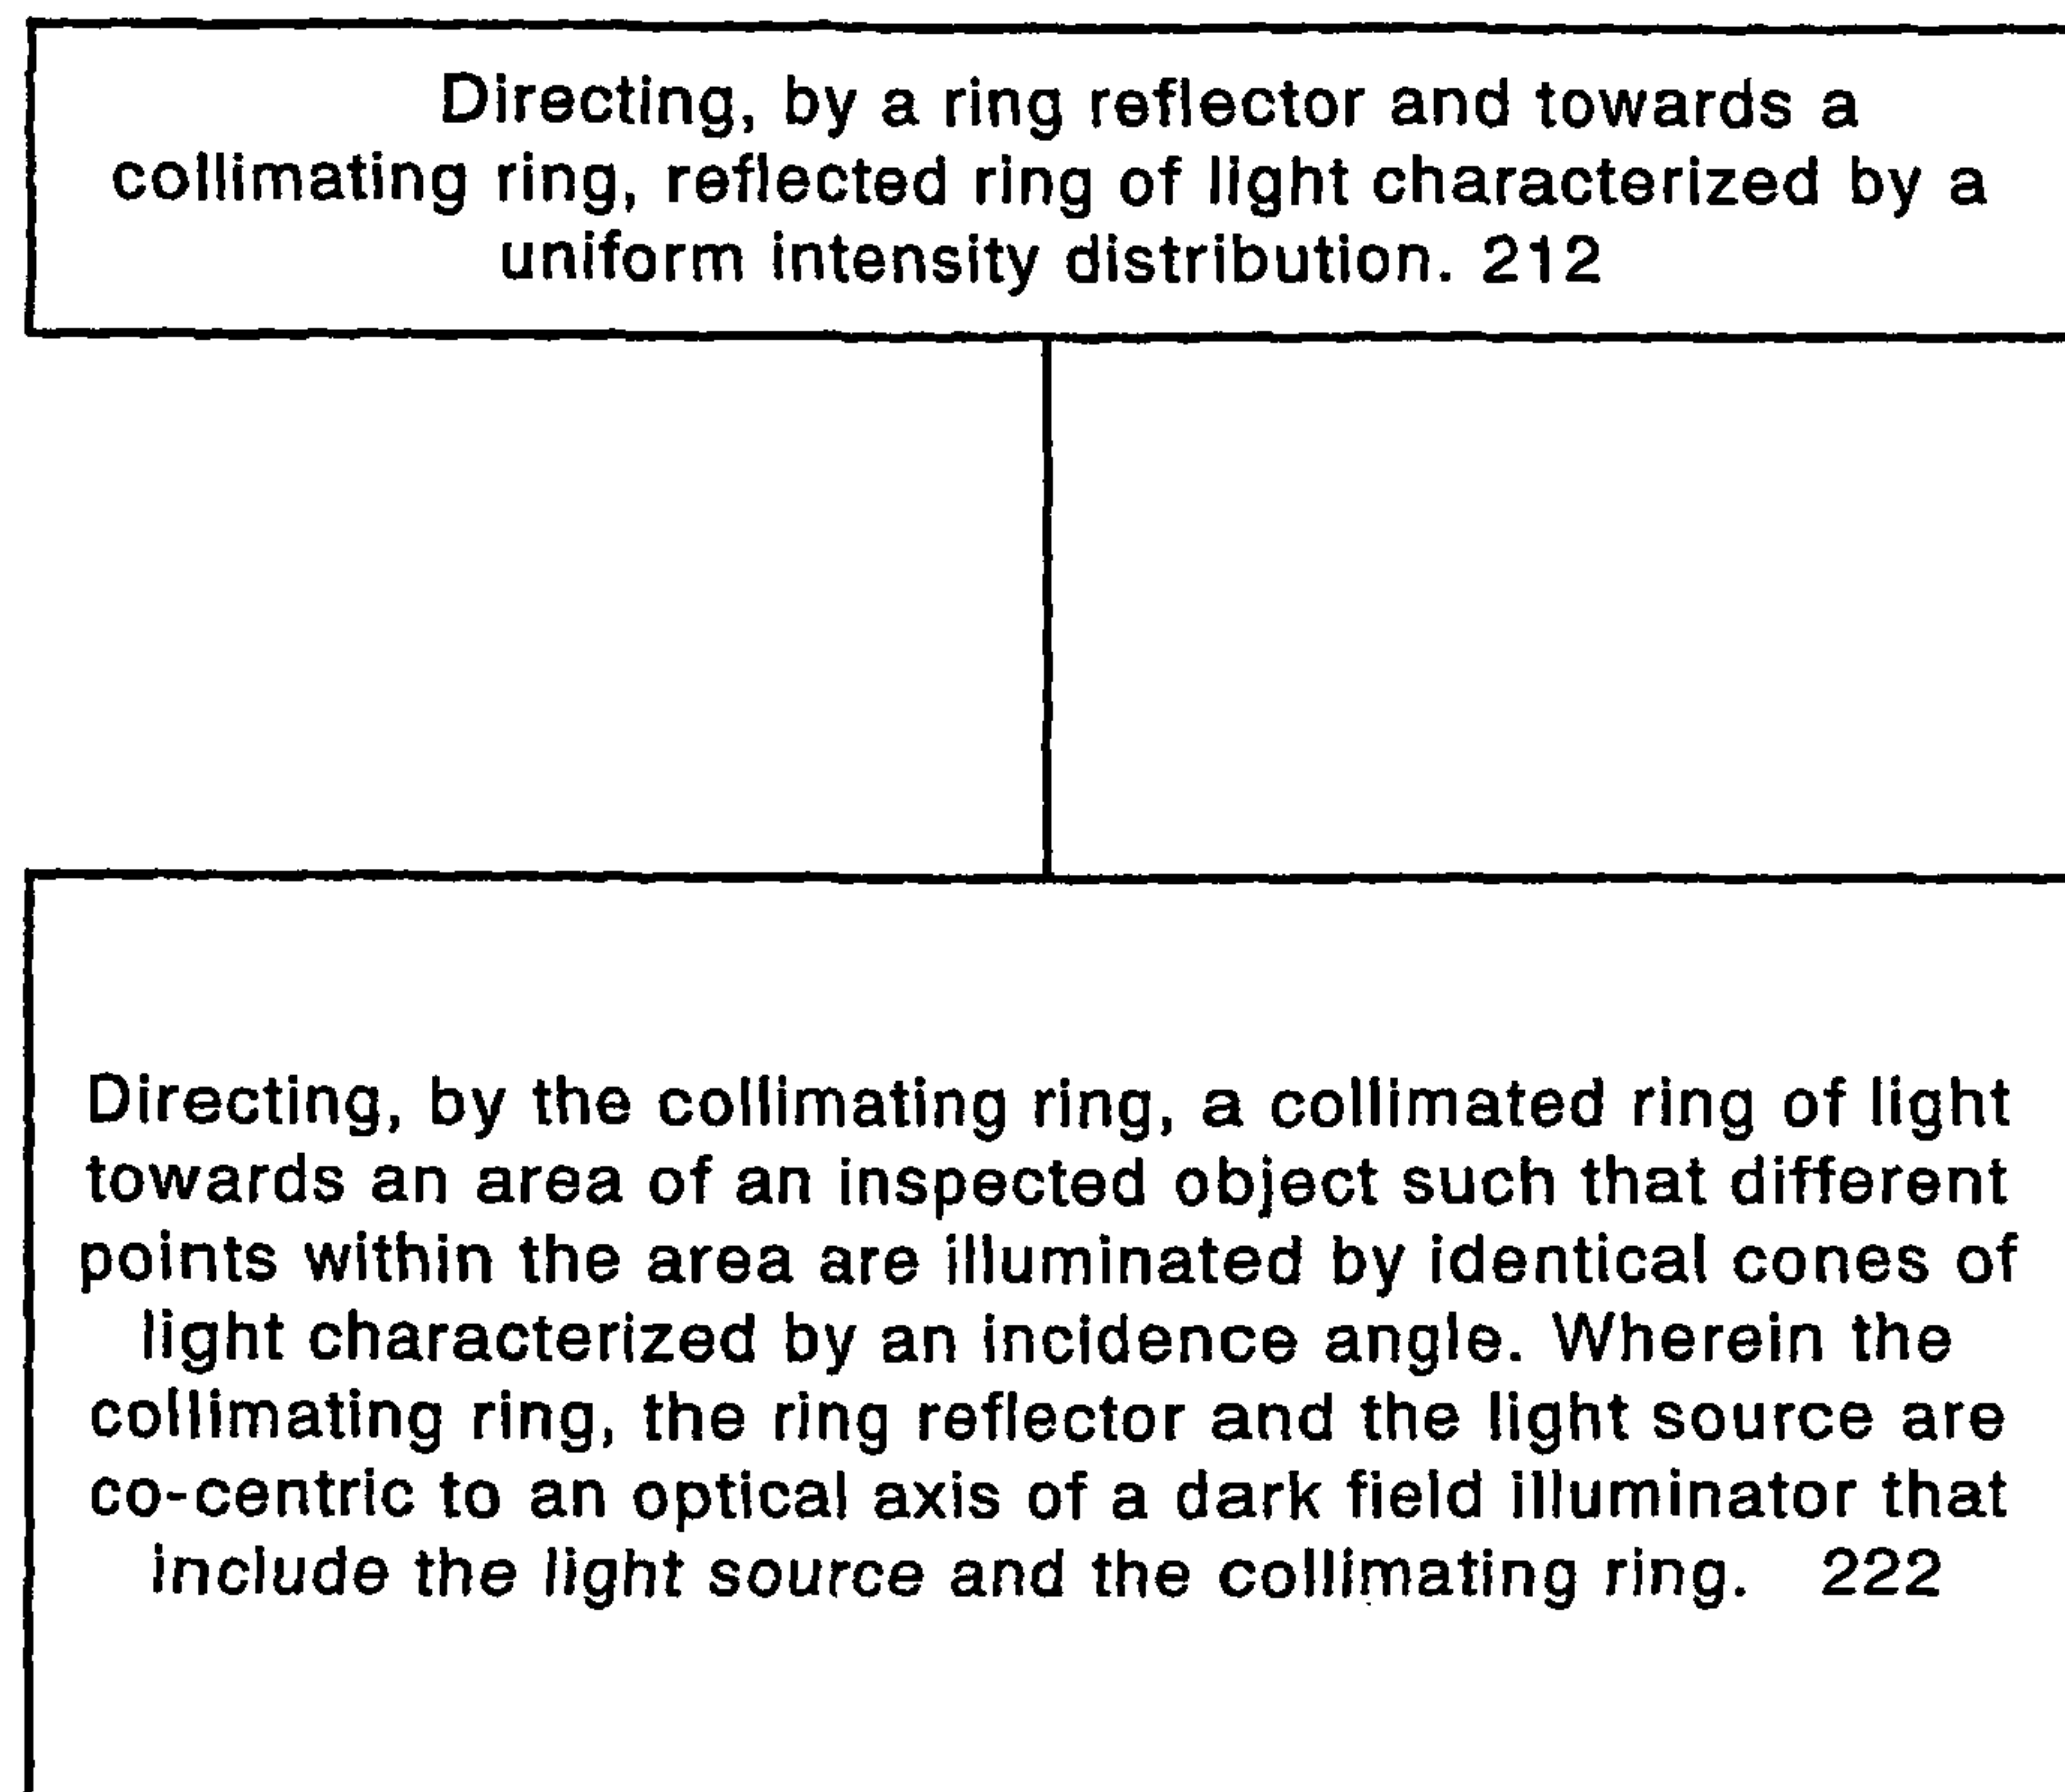 Directing, by a ring reflector and towards a
collimating ring, reflected ring of light characterized by a
uniform intensity distribution. 212
Directing, by the collimating ring, a collimated ring of light
towards an area of an inspected object such that different
points within the area are illuminated by identical cones of
light characterized by an incidence angle. Wherein the
collimating ring, the ring reflector and the light source are
co-centric to an optical axis of a dark field illuminator that
include the light source and the collimating ring. 222